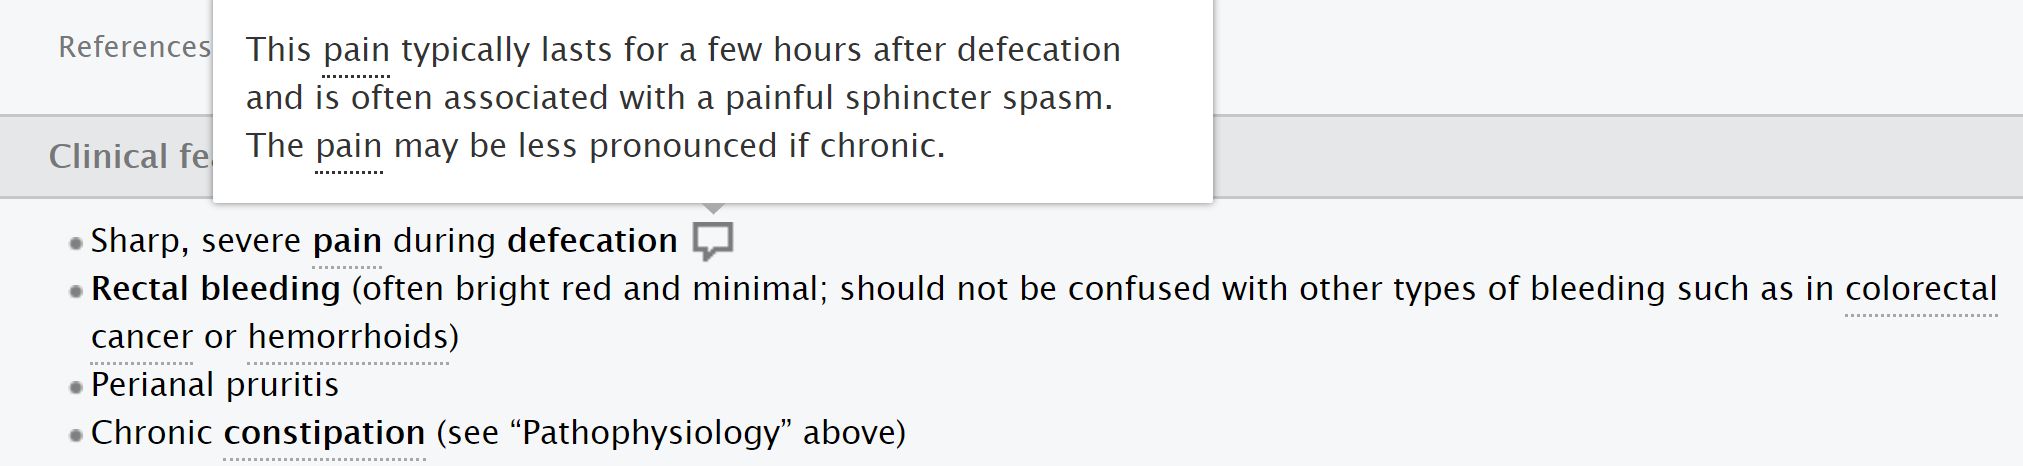 References
This pain typically lasts for a few hours after defecation
and is often associated with a painful sphincter spasm.
The pain may be less pronounced if chronic.
Clinical fe
Sharp, severe pain during defecation
Rectal bleeding (often bright red and minimal; should not be confused with other types of bleeding such as in colorectal
cancer or hemorrhoids)
Perianal pruritis
Chronic constipation (see “Pathophysiology” above)